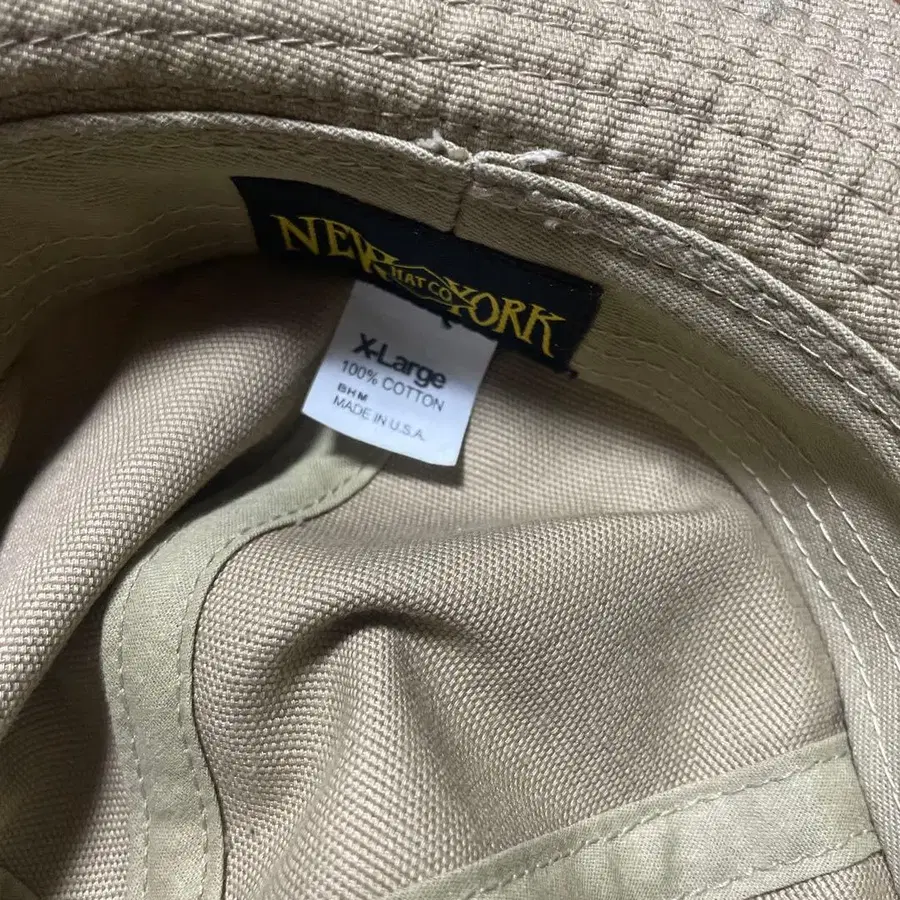 NEW YORK
HAT CO
X-Large
100% COTTON
BHM
MADE IN U.S.A.